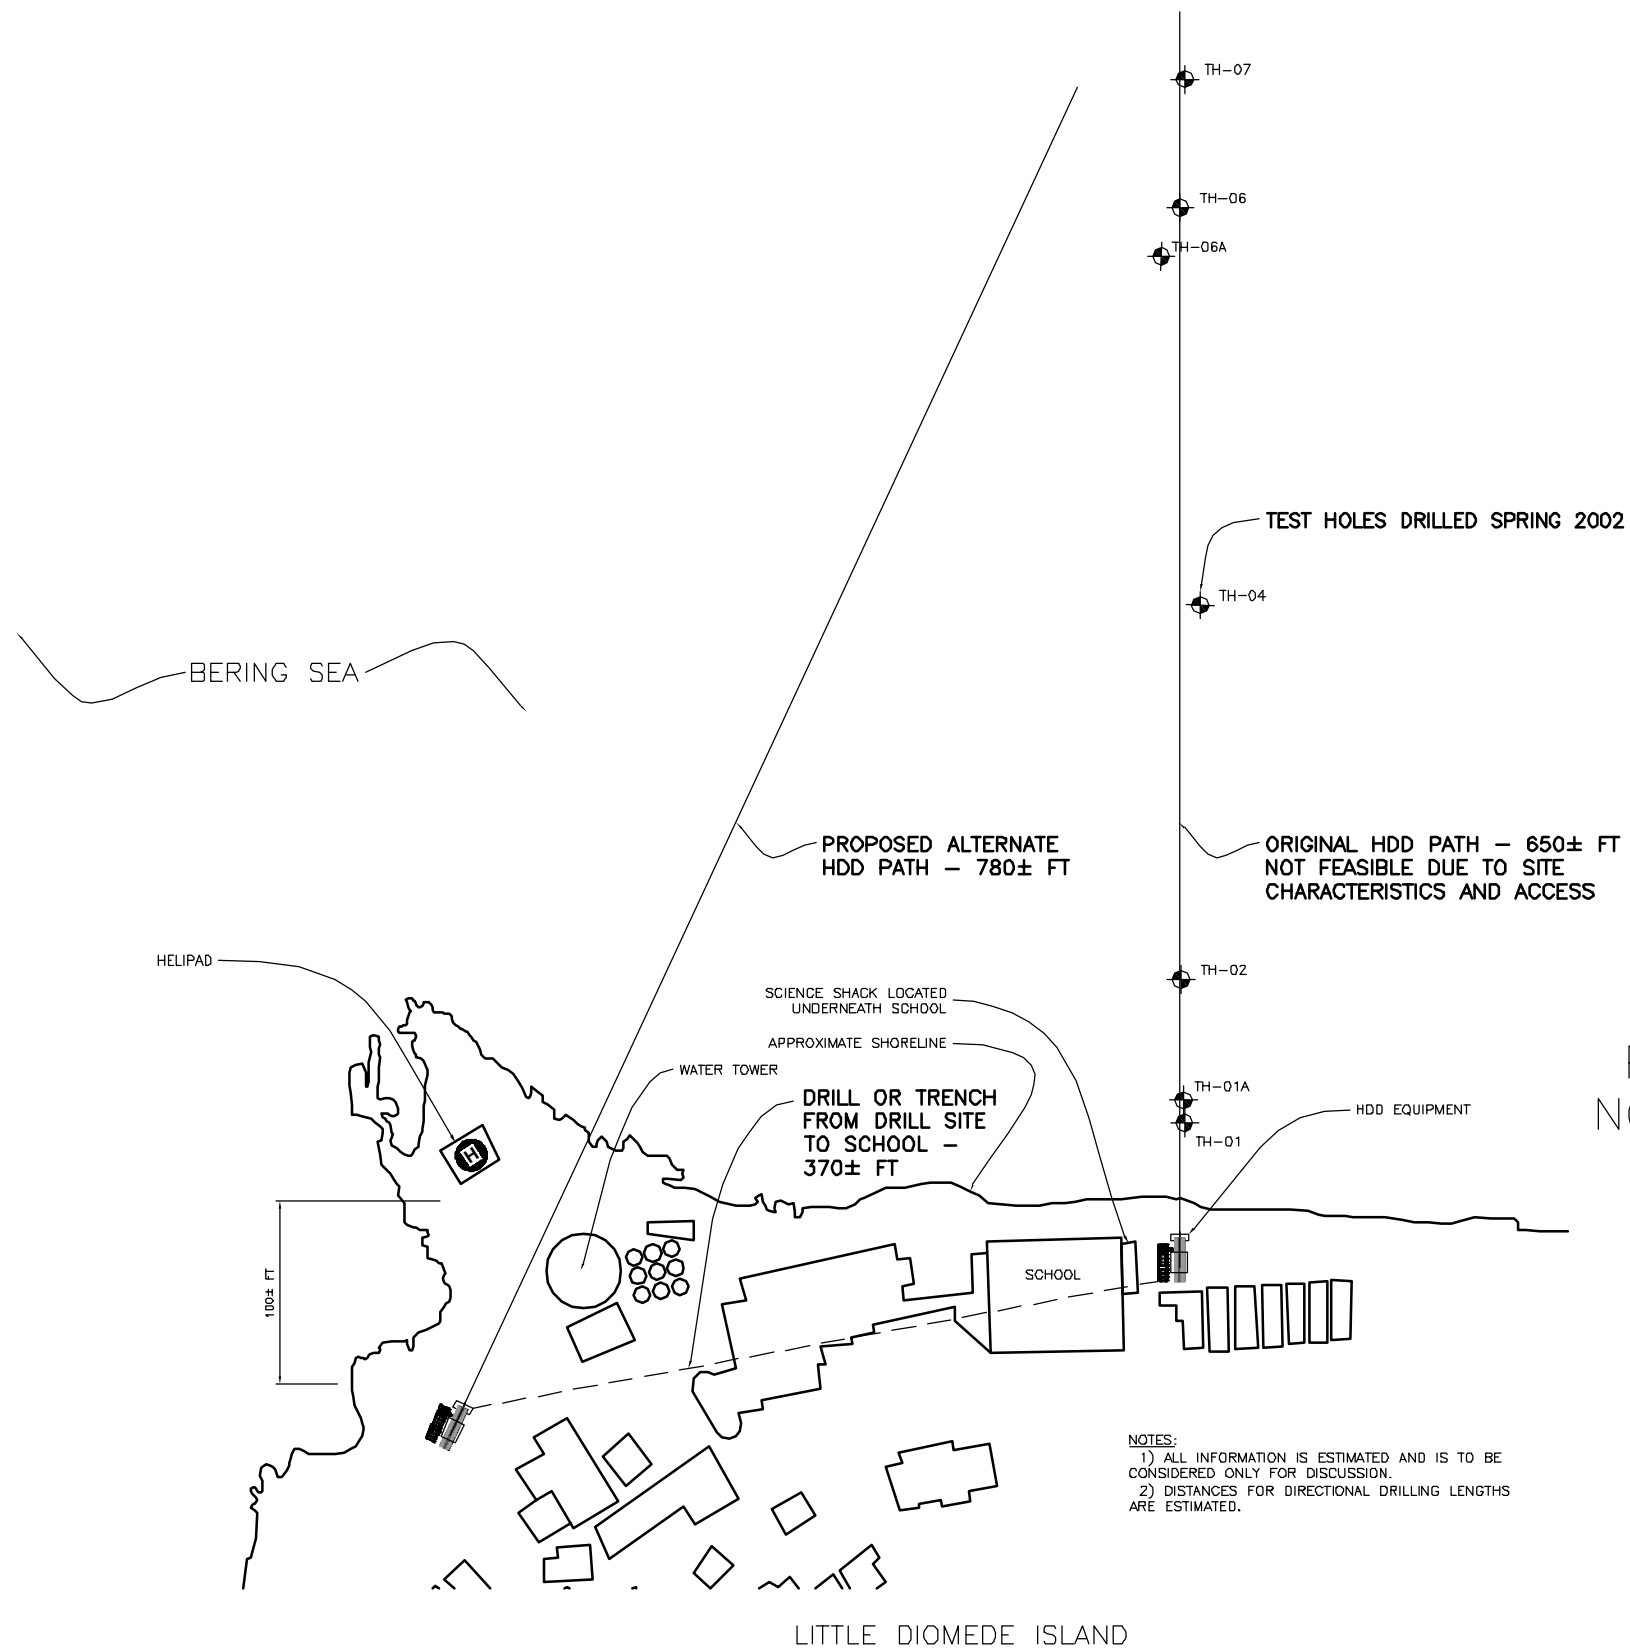 TH-07
TH-06
TH-06A
TEST HOLES DRILLED SPRING 2002
TH-04
BERING SEA
PROPOSED ALTERNATE
HDD PATH - 780± FT
ORIGINAL HDD PATH - 650± FT
NOT FEASIBLE DUE TO SITE
CHARACTERISTICS AND ACCESS
HELIPAD
TH-02
SCIENCE SHACK LOCATED
UNDERNEATH SCHOOL
APPROXIMATE SHORELINE
WATER TOWER
DRILL OR TRENCH
FROM DRILL SITE
TO SCHOOL -
370± FT
TH-01A
HDD EQUIPMENT
TH-01
H
100± FT
SCHOOL
NOTES:
1) ALL INFORMATION IS ESTIMATED AND IS TO BE
CONSIDERED ONLY FOR DISCUSSION.
2) DISTANCES FOR DIRECTIONAL DRILLING LENGTHS
ARE ESTIMATED.
LITTLE DIOMEDE ISLAND